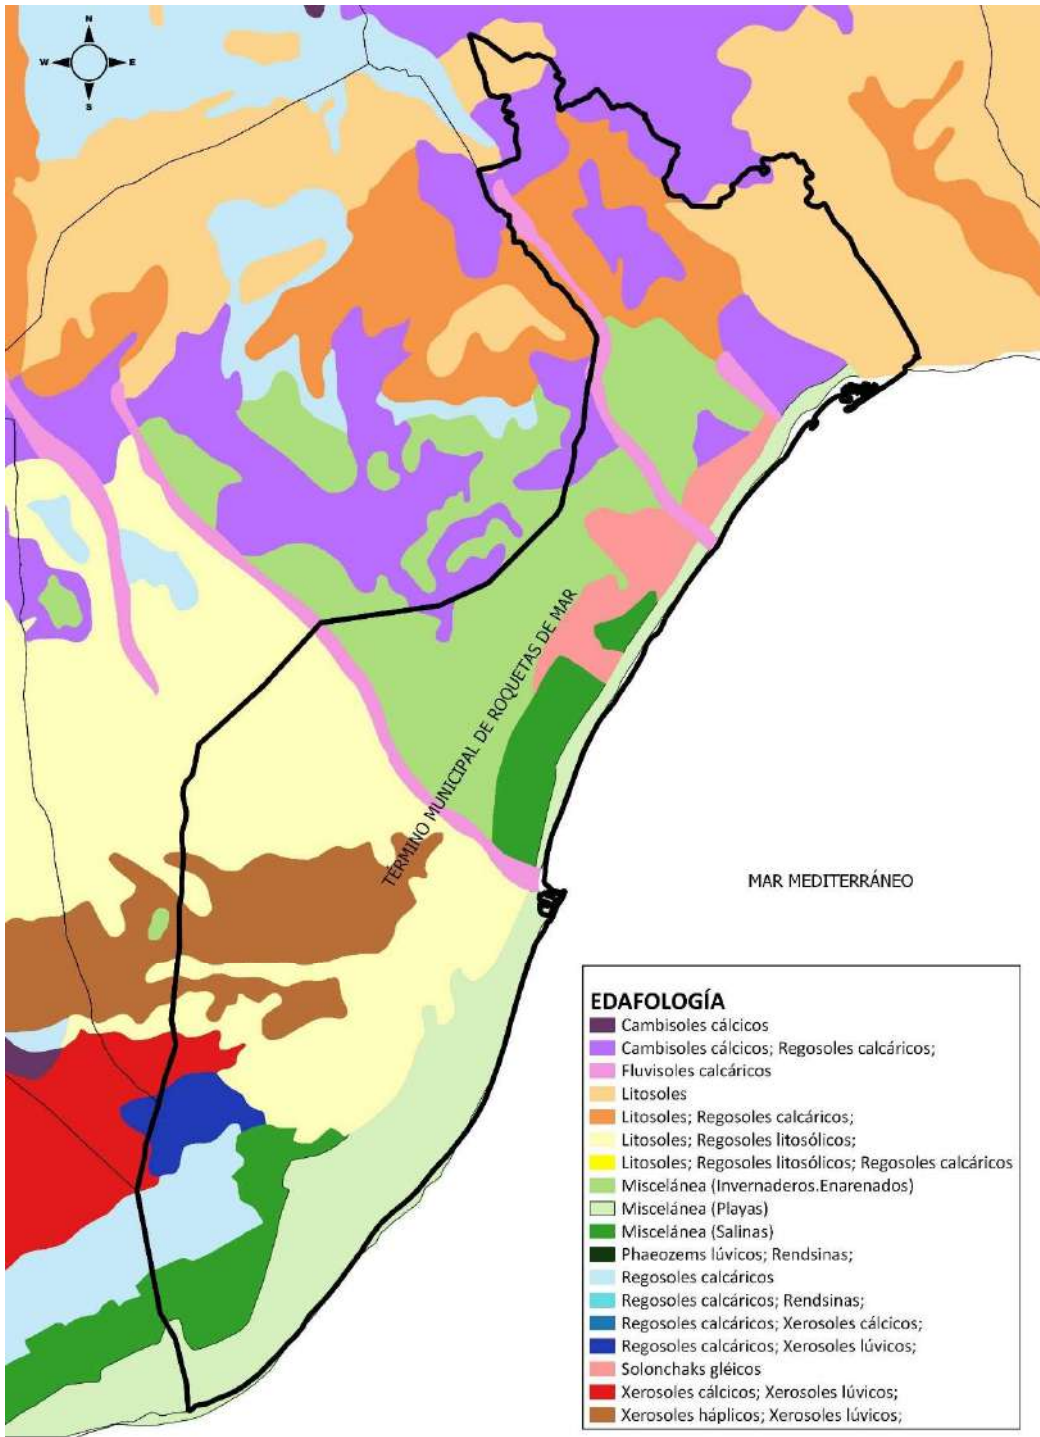 N
W
E
S
TÉRMINO MUNICIPAL DE ROQUETAS DE MAR
MAR MEDITERRÁNEO
EDAFOLOGÍA
Cambisoles cálcicos
Cambisoles cálcicos; Regosoles calcáricos;
Fluvisoles calcáricos
Litosoles
Litosoles; Regosoles calcáricos;
Litosoles; Regosoles litosólicos;
Litosoles; Regosoles litosólicos; Regosoles calcáricos
Miscelánea (Invernaderos.Enarenados)
Miscelánea (Playas)
Miscelánea (Salinas)
Phaeozems lúvicos; Rendsinas;
Regosoles calcáricos
Regosoles calcáricos; Rendsinas;
Regosoles calcáricos; Xerosoles cálcicos;
Regosoles calcáricos; Xerosoles lúvicos;
Solonchaks gléicos
Xerosoles cálcicos; Xerosoles lúvicos;
Xerosoles háplicos; Xerosoles lúvicos;